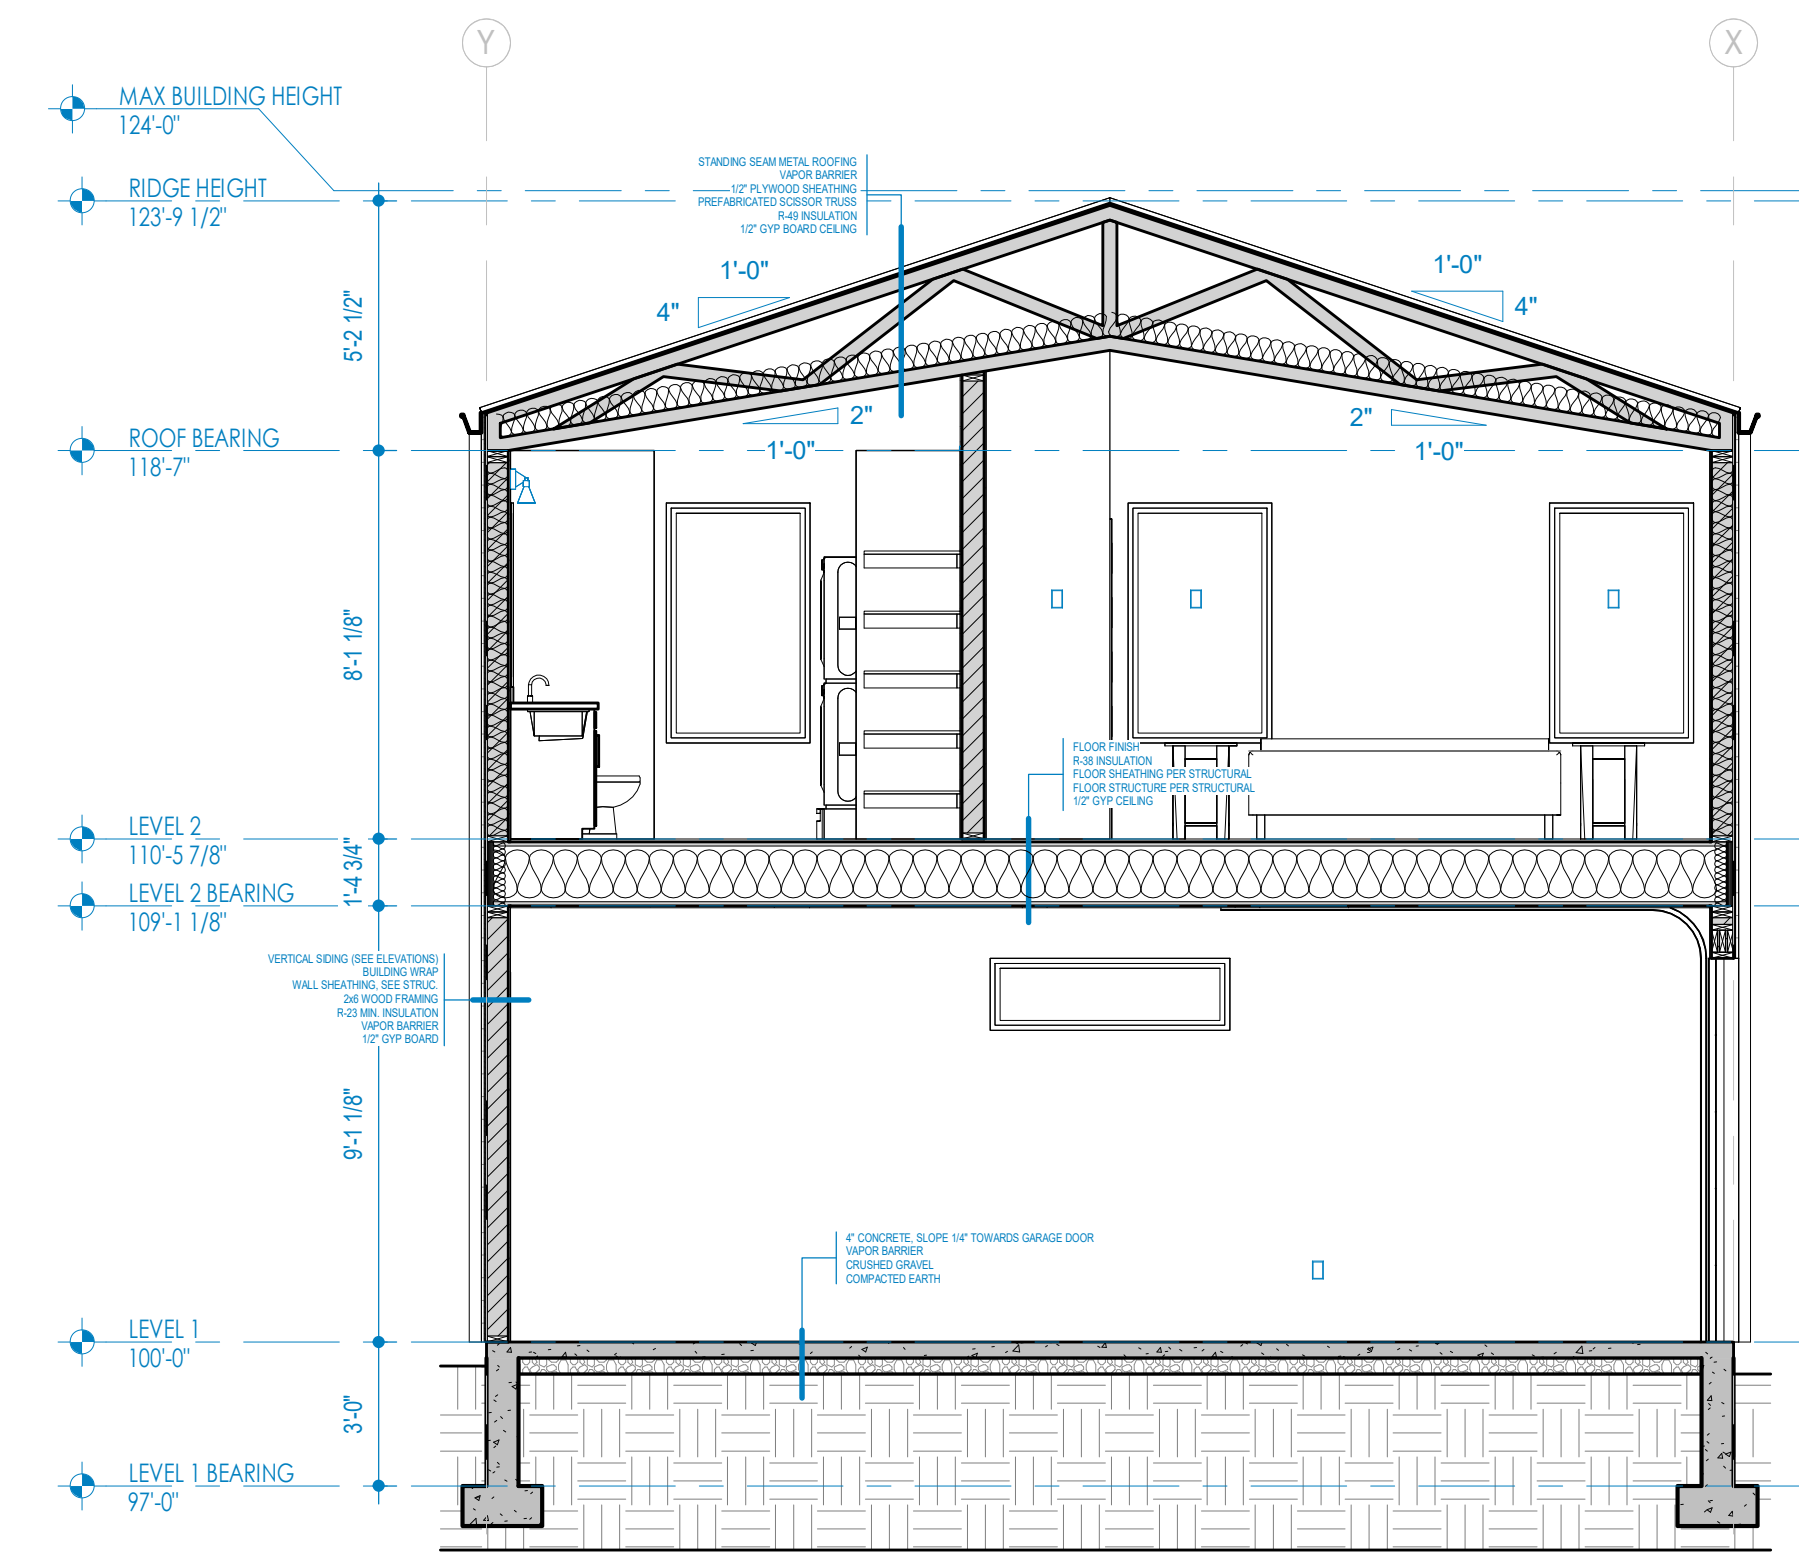 Y
X
MAX BUILDING HEIGHT
124'-0"
RIDGE HEIGHT
123'-9 1/2"
STANDING SEAM METAL ROOFING
VAPOR BARRIER
1/2" PLYWOOD SHEATHING
PREFABRICATED SCISSOR TRUSS
R-49 INSULATION
1/2" GYP BOARD CEILING
1'-0"
4"
1'-0"
4"
5'-2 1/2"
2"
1'-0"
2"
1'-0"
ROOF BEARING
118'-7"
8'-1 1/8"
FLOOR FINISH
R-38 INSULATION
FLOOR SHEATHING PER STRUCTURAL
FLOOR STRUCTURE PER STRUCTURAL
1/2" GYP CEILING
LEVEL 2
110'-5 7/8"
1'-4 3/4"
LEVEL 2 BEARING
109'-1 1/8"
VERTICAL SIDING (SEE ELEVATIONS)
BUILDING WRAP
WALL SHEATHING, SEE STRUC.
2x6 WOOD FRAMING
R-23 MIN. INSULATION
VAPOR BARRIER
1/2" GYP BOARD
9'-1 1/8"
4" CONCRETE, SLOPE 1/4" TOWARDS GARAGE DOOR
VAPOR BARRIER
CRUSHED GRAVEL
COMPACTED EARTH
LEVEL 1
100'-0"
3'-0"
LEVEL 1 BEARING
97'-0"